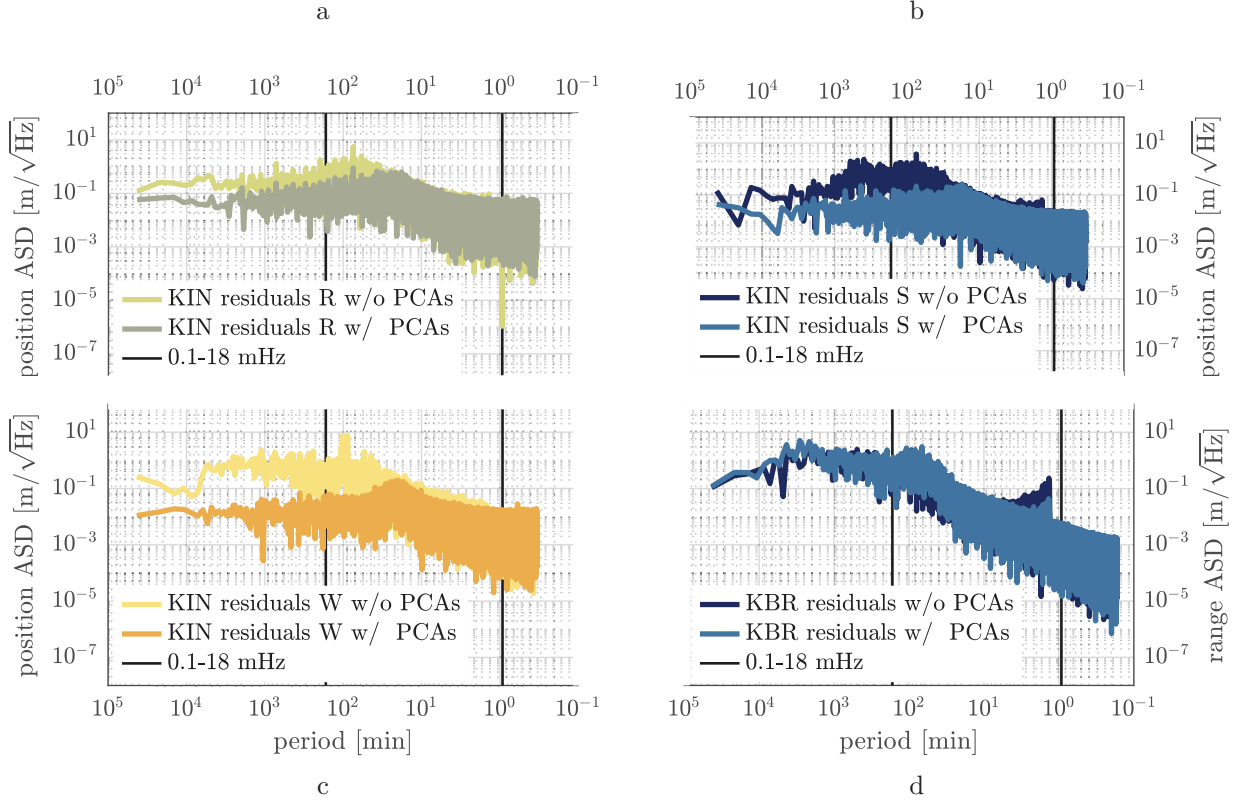 a
b
10^5 10^4 10^3 10^2 10^1 10^0 10^-1
10^5 10^4 10^3 10^2 10^1 10^0 10^-1
position ASD [m/√Hz]
10^1
10^-1
10^-3
10^-5
10^-7
KIN residuals R w/o PCAs
KIN residuals R w/ PCAs
0.1-18 mHz
KIN residuals S w/o PCAs
KIN residuals S w/ PCAs
0.1-18 mHz
10^1
10^-1
10^-3
10^-5
10^-7
position ASD [m/√Hz]
position ASD [m/√Hz]
10^1
10^-1
10^-3
10^-5
10^-7
KIN residuals W w/o PCAs
KIN residuals W w/ PCAs
0.1-18 mHz
10^5 10^4 10^3 10^2 10^1 10^0 10^-1
period [min]
KBR residuals w/o PCAs
KBR residuals w/ PCAs
0.1-18 mHz
10^1
10^-1
10^-3
10^-5
10^-7
range ASD [m/√Hz]
10^5 10^4 10^3 10^2 10^1 10^0 10^-1
period [min]
c
d